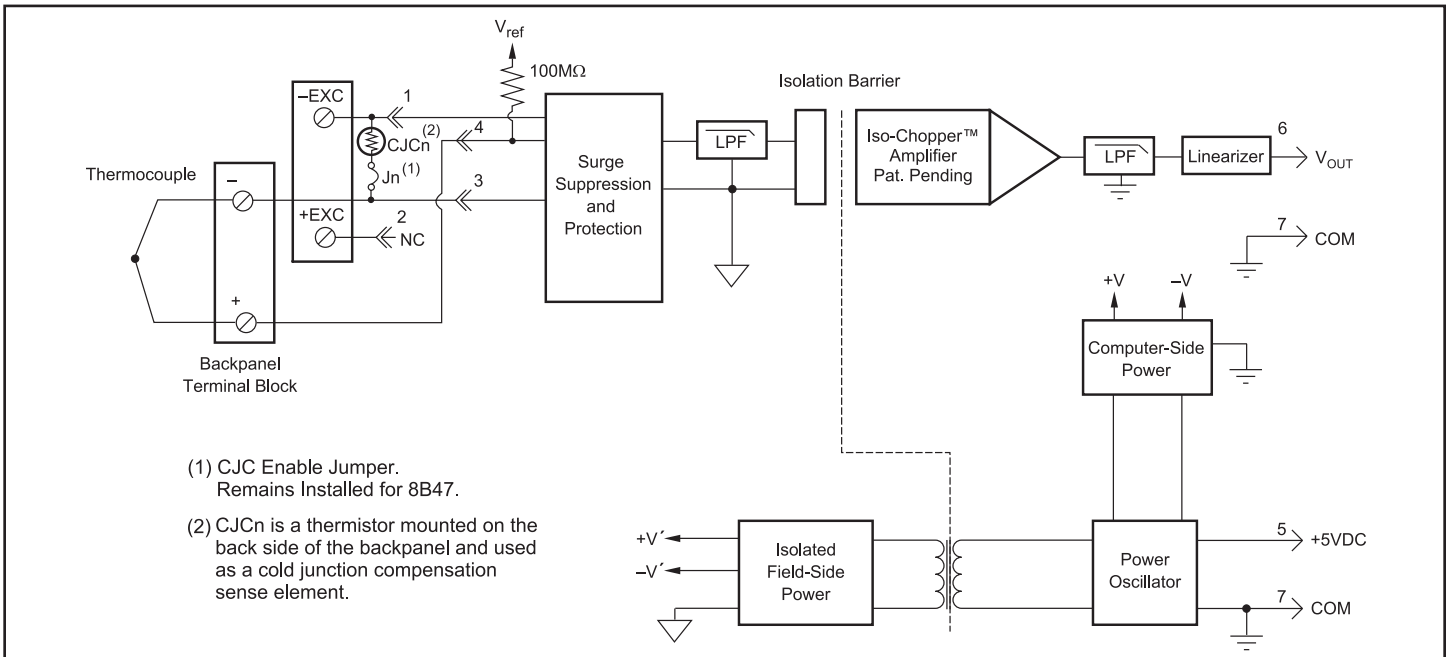 Vref
100MΩ
Isolation Barrier
–EXC
1
CJCn(2)
4
Jn(1)
3
+EXC
2
NC
Thermocouple
–
+
Backpanel
Terminal Block
Surge
Suppression
and
Protection
LPF
Iso-Chopper™
Amplifier
Pat. Pending
LPF
Linearizer
6
VOUT
7
COM
+V
–V
Computer-Side
Power
(1) CJC Enable Jumper.
Remains Installed for 8B47.
(2) CJCn is a thermistor mounted on the
back side of the backpanel and used
as a cold junction compensation
sense element.
+V´
–V´
Isolated
Field-Side
Power
Power
Oscillator
5
+5VDC
7
COM